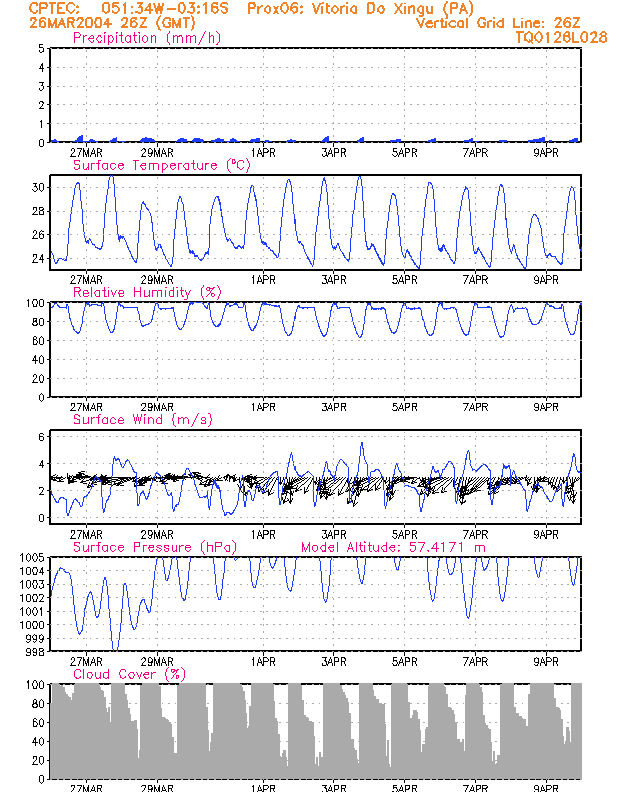 CPTEC: 051:34W-03:16S Prox06: Vitoria Do Xingu (PA)
26MAR2004 26Z (GMT) Vertical Grid Line: 26Z
Precipitation (mm/h) TQ0126L028
5
4
3
2
1
0
27MAR 29MAR 1APR 3APR 5APR 7APR 9APR
Surface Temperature (°C)
30
28
26
24
27MAR 29MAR 1APR 3APR 5APR 7APR 9APR
Relative Humidity (%)
100
80
60
40
20
0
27MAR 29MAR 1APR 3APR 5APR 7APR 9APR
Surface Wind (m/s)
6
4
2
0
27MAR 29MAR 1APR 3APR 5APR 7APR 9APR
Surface Pressure (hPa) Model Altitude: 57.4171 m
1005
1004
1003
1002
1001
1000
999
998
27MAR 29MAR 1APR 3APR 5APR 7APR 9APR
Cloud Cover (%)
100
80
60
40
20
0
27MAR 29MAR 1APR 3APR 5APR 7APR 9APR